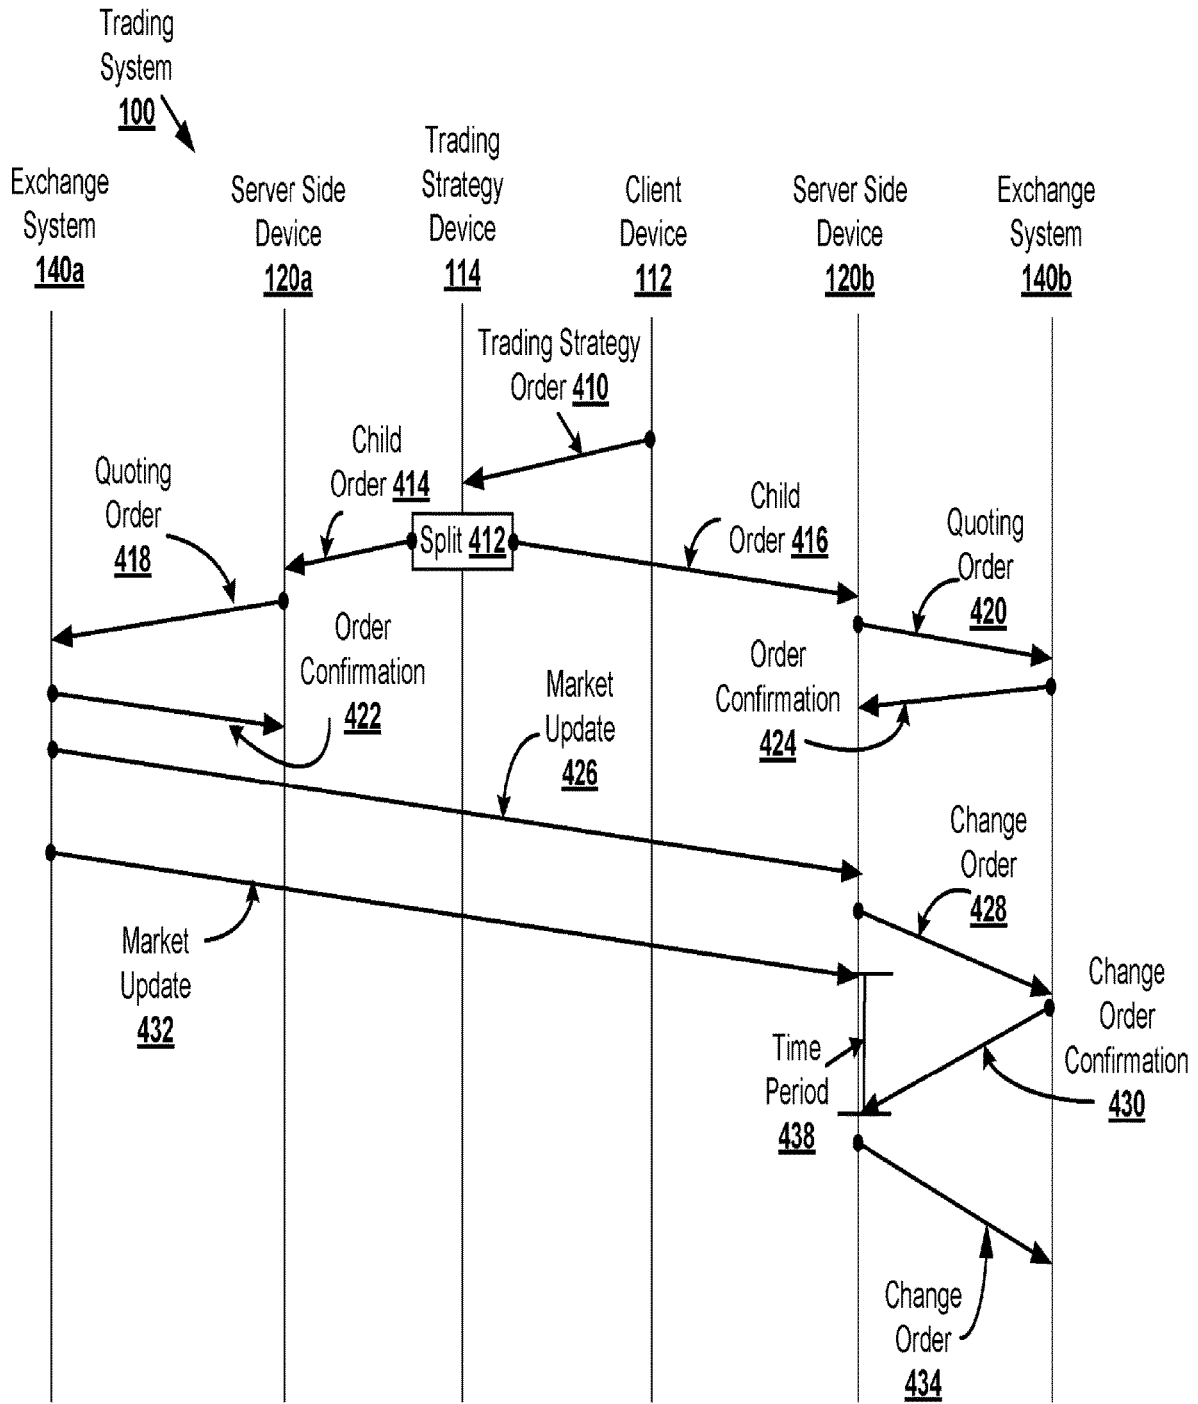 Trading
System
100
Exchange
System
140a
Server Side
Device
120a
Trading
Strategy
Device
114
Client
Device
112
Server Side
Device
120b
Exchange
System
140b
Trading Strategy
Order 410
Child
Order 414
Quoting
Order
418
Split 412
Child
Order 416
Quoting
Order
420
Order
Confirmation
422
Order
Confirmation
424
Market
Update
426
Change
Order
428
Market
Update
432
Change
Order
Confirmation
430
Time
Period
438
Change
Order
434